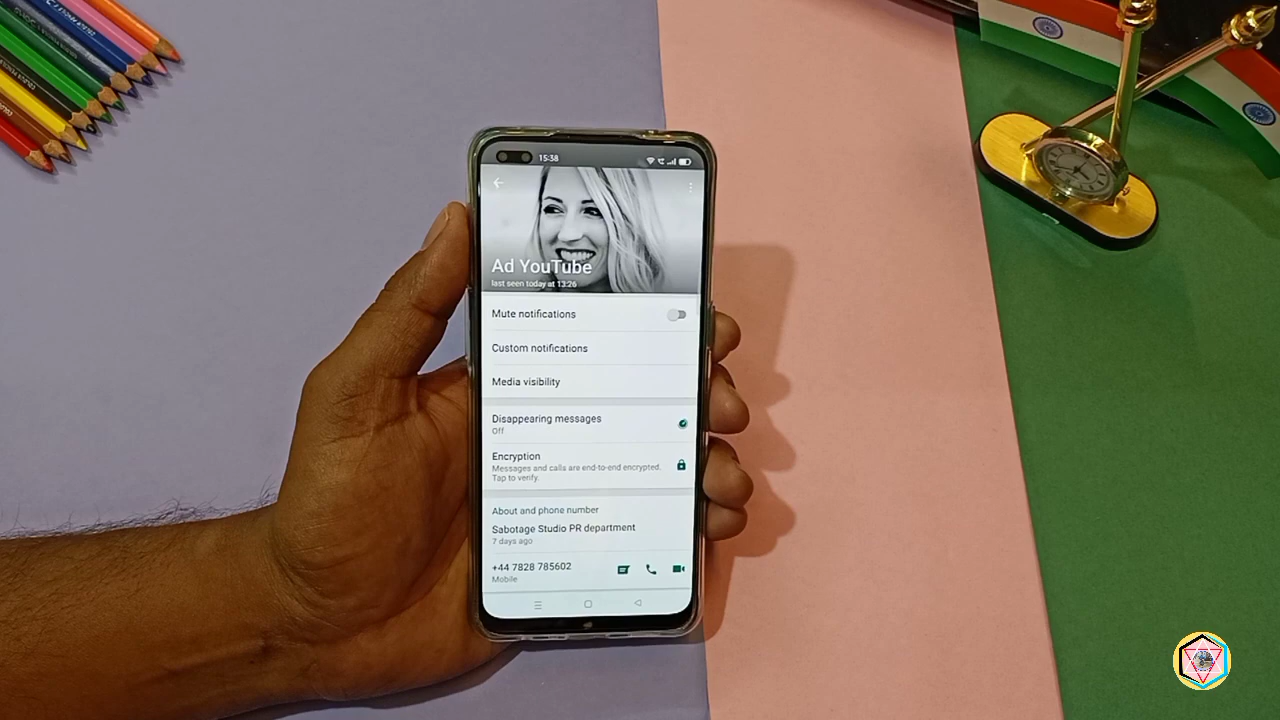 15:38
Ad YouTube
last seen today at 13:26
Mute notifications
Custom notifications
Media visibility
Disappearing messages
Off
Encryption
Messages and calls are end-to-end encrypted.
Tap to verify.
About and phone number
Sabotage Studio PR department
7 days ago
+44 7828 785602
Mobile